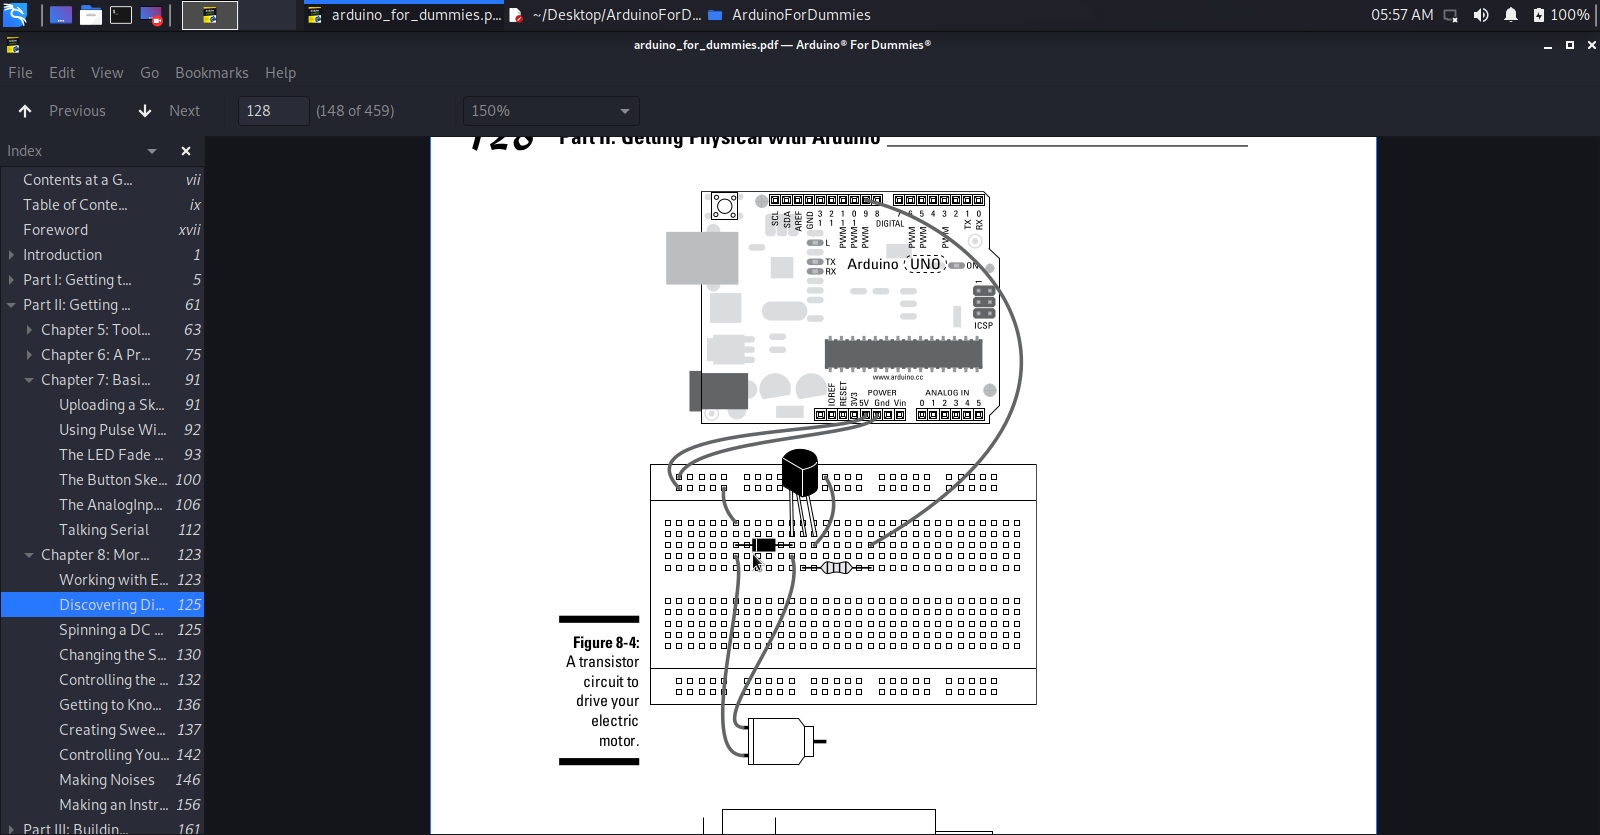 arduino_for_dummies.p...
~/Desktop/ArduinoForD...
ArduinoForDummies
05:57 AM
100%
arduino_for_dummies.pdf — Arduino® For Dummies®
File Edit View Go Bookmarks Help
Previous Next 128 (148 of 459) 150%
Index
Contents at a G... vii
Table of Conte... ix
Foreword xvii
Introduction 1
Part I: Getting t... 5
Part II: Getting ... 61
Chapter 5: Tool... 63
Chapter 6: A Pr... 75
Chapter 7: Basi... 91
Uploading a Sk... 91
Using Pulse Wi... 92
The LED Fade ... 93
The Button Ske... 100
The AnalogInp... 106
Talking Serial 112
Chapter 8: Mor... 123
Working with E... 123
Discovering Di... 125
Spinning a DC ... 125
Changing the S... 130
Controlling the ... 132
Getting to Kno... 136
Creating Swee... 137
Controlling You... 142
Making Noises 146
Making an Instr... 156
Part III: Buildin... 161
128 Part II: Getting Physical with Arduino
SCL
SDA
AREF
GND
13
12
11
10
9
8
7
6
5
4
3
2
1
0
PWM
PWM
PWM
DIGITAL
PWM
PWM
PWM
TX
RX
L
TX
RX
Arduino UNO
ON
1
ICSP
www.arduino.cc
IOREF
RESET
3V3
POWER
5V Gnd Vin
ANALOG IN
0 1 2 3 4 5
Figure 8-4:
A transistor
circuit to
drive your
electric
motor.